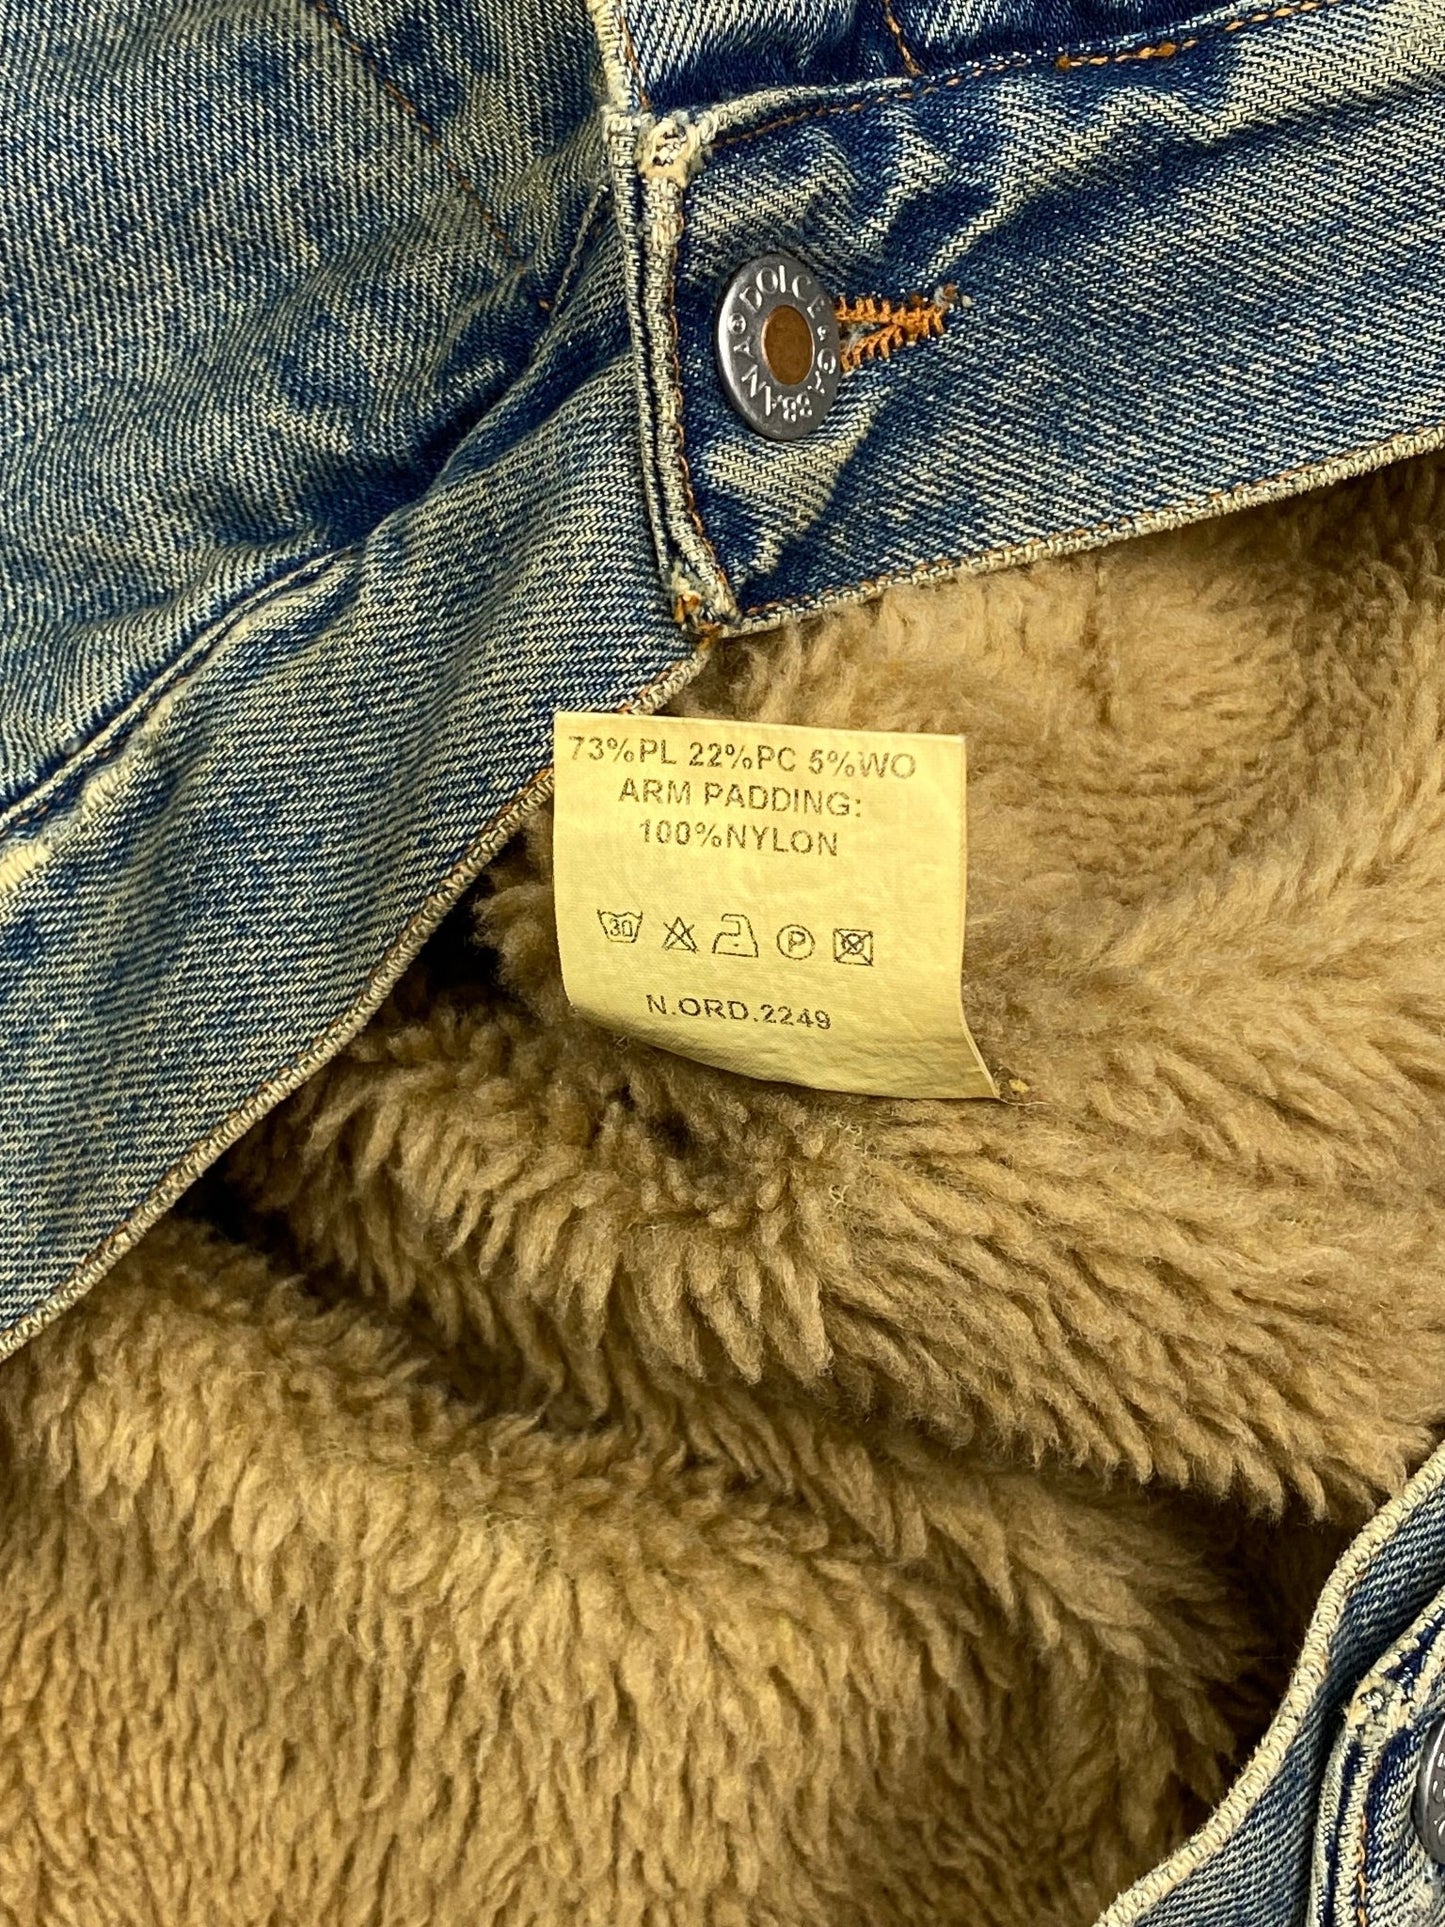 DOLCE & GABBANA
73%PL 22%PC 5%WO
ARM PADDING:
100%NYLON
30 P
N.ORD.2249